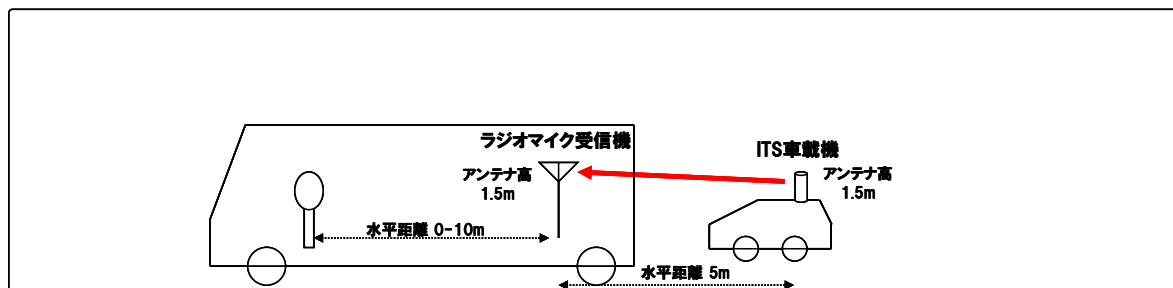 ラジオマイク受信機
ITS車載機
アンテナ高
1.5m
アンテナ高
1.5m
水平距離 0-10m
水平距離 5m